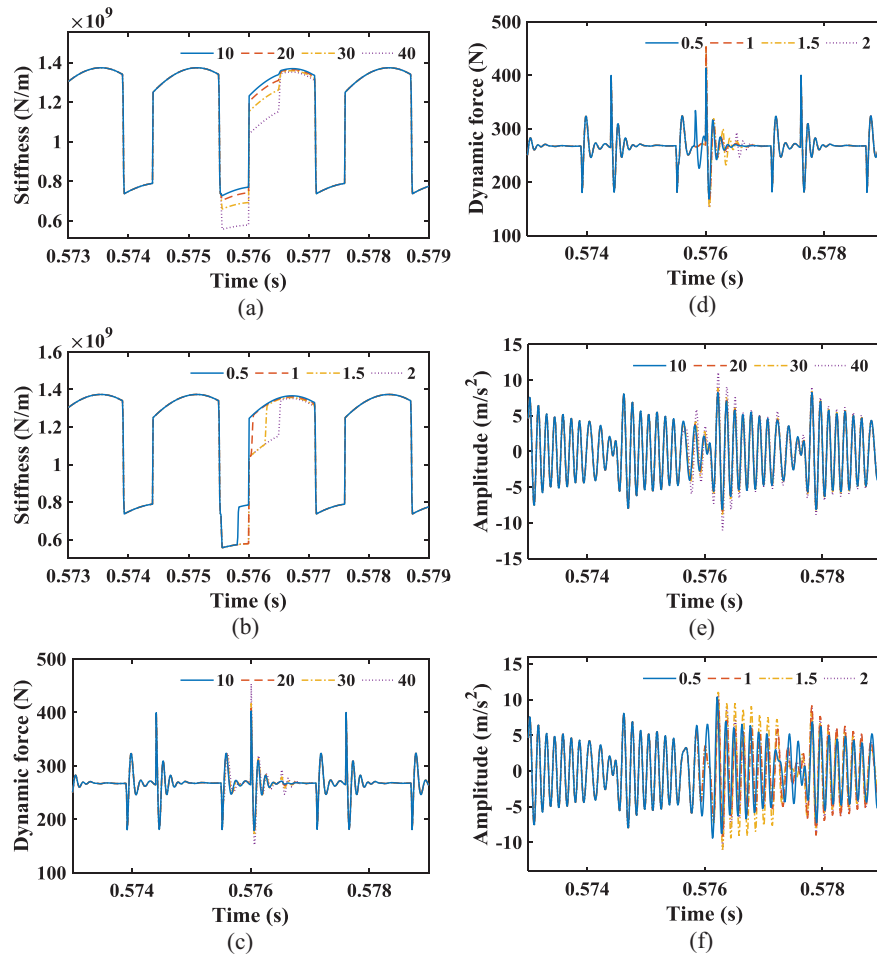 ×10⁹
10 20 30 40
1.4
1.2
1
0.8
0.6
Stiffness (N/m)
0.573 0.574 0.575 0.576 0.577 0.578 0.579
Time (s)
(a)
×10⁹
0.5 1 1.5 2
1.6
1.4
1.2
1
0.8
0.6
Stiffness (N/m)
0.573 0.574 0.575 0.576 0.577 0.578 0.579
Time (s)
(b)
10 20 30 40
500
400
300
200
100
Dynamic force (N)
0.574 0.576 0.578
Time (s)
(c)
0.5 1 1.5 2
500
400
300
200
100
Dynamic force (N)
0.574 0.576 0.578
Time (s)
(d)
10 20 30 40
15
10
5
0
-5
-10
-15
Amplitude (m/s²)
0.574 0.576 0.578
Time (s)
(e)
0.5 1 1.5 2
15
10
5
0
-5
-10
Amplitude (m/s²)
0.574 0.576 0.578
Time (s)
(f)